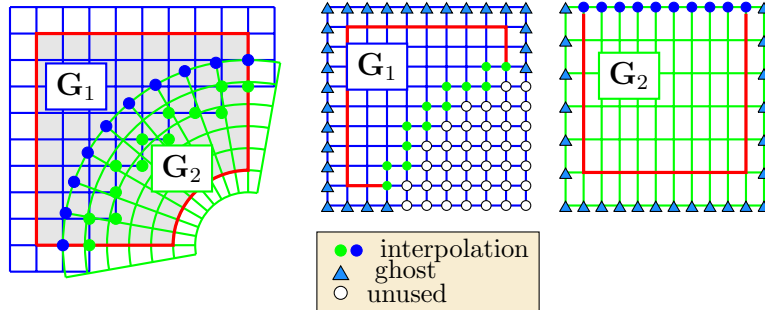 G₁
G₂
G₁
G₂
interpolation
ghost
unused